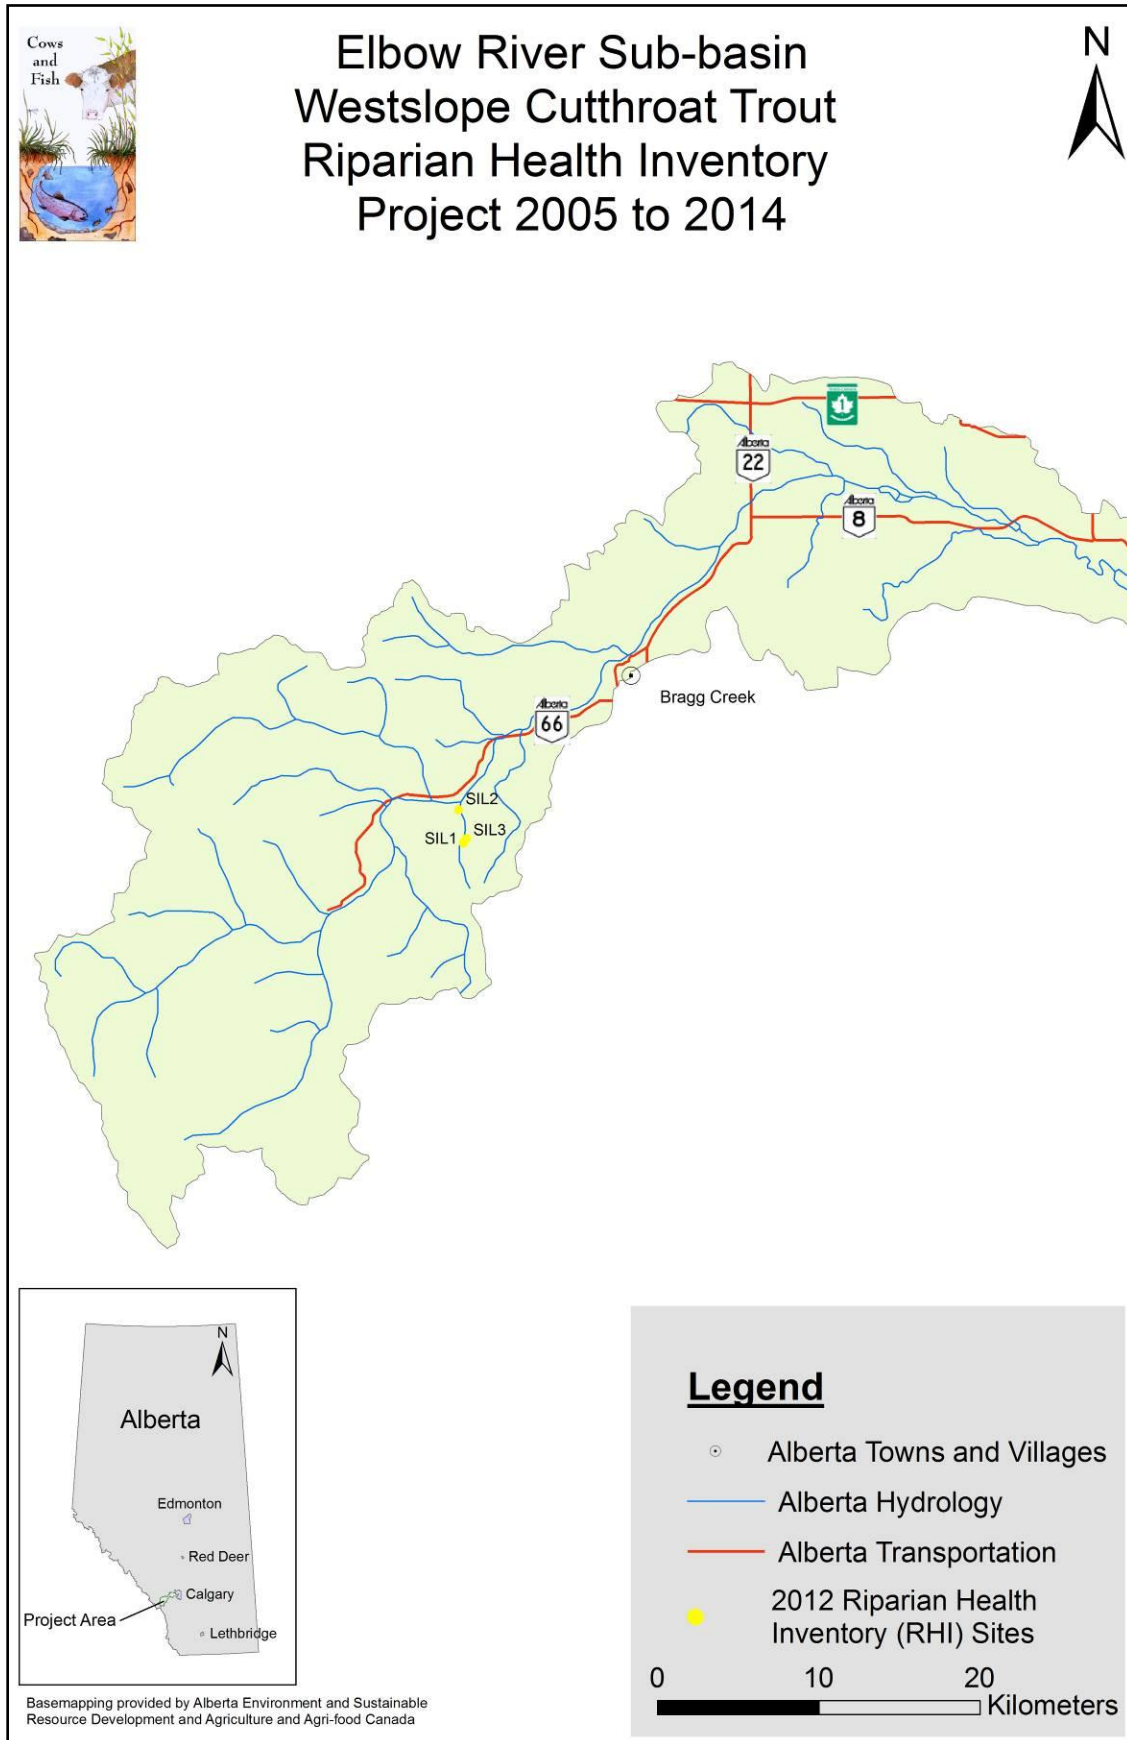 Cows
and
Fish
Elbow River Sub-basin
Westslope Cutthroat Trout
Riparian Health Inventory
Project 2005 to 2014
N
1
Alberta
22
Alberta
8
Bragg Creek
Alberta
66
SIL2
SIL3
SIL1
N
Alberta
Edmonton
Red Deer
Calgary
Project Area
Lethbridge
Basemapping provided by Alberta Environment and Sustainable
Resource Development and Agriculture and Agri-food Canada
Legend
Alberta Towns and Villages
Alberta Hydrology
Alberta Transportation
2012 Riparian Health
Inventory (RHI) Sites
0 10 20
Kilometers